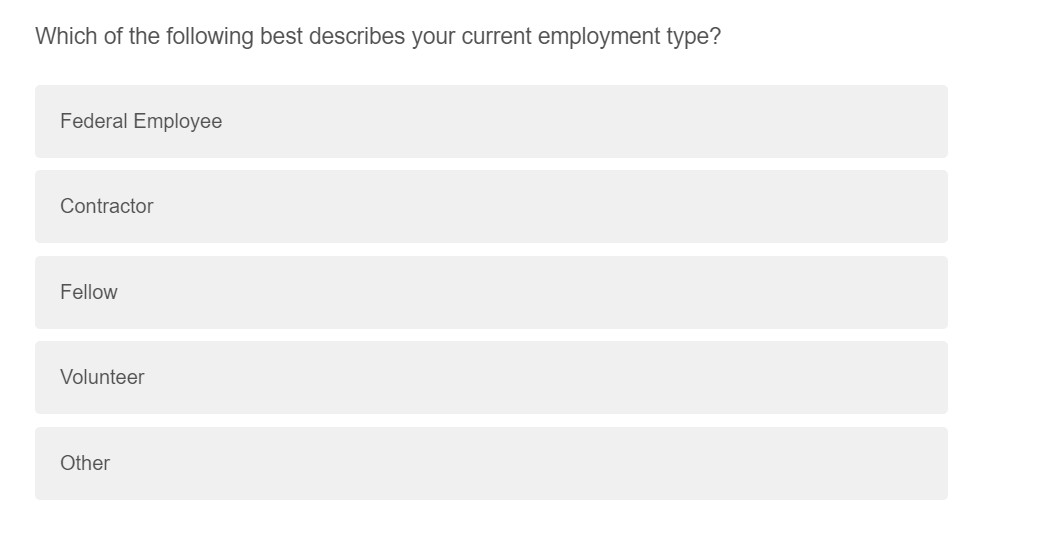 Which of the following best describes your current employment type?
Federal Employee
Contractor
Fellow
Volunteer
Other